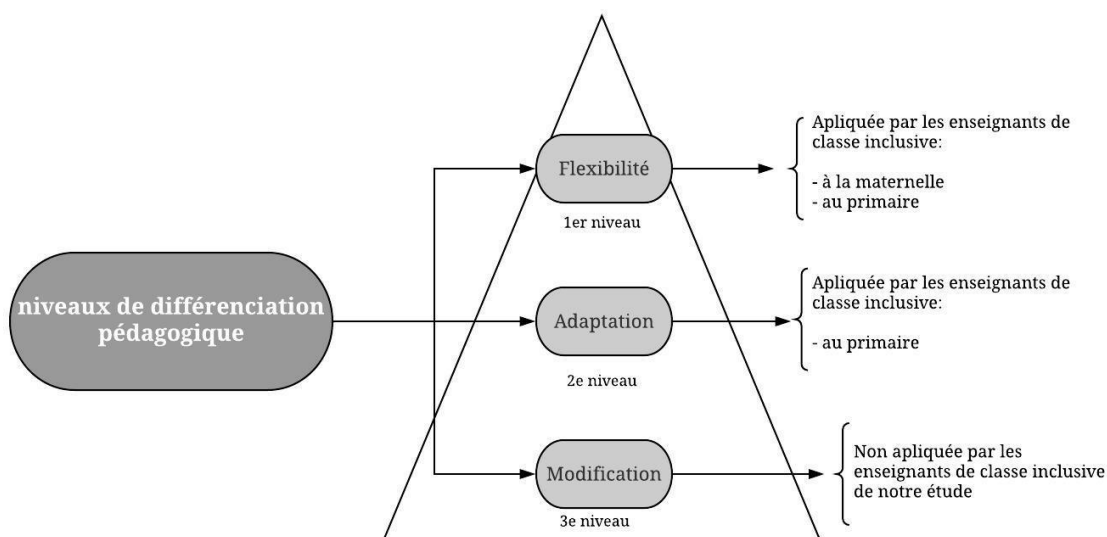 Apliquée par les enseignants de
classe inclusive:
- à la maternelle
- au primaire
Flexibilité
1er niveau
niveaux de différenciation
pédagogique
Adaptation
2e niveau
Apliquée par les enseignants de
classe inclusive:
- au primaire
Modification
3e niveau
Non apliquée par les
enseignants de classe inclusive
de notre étude